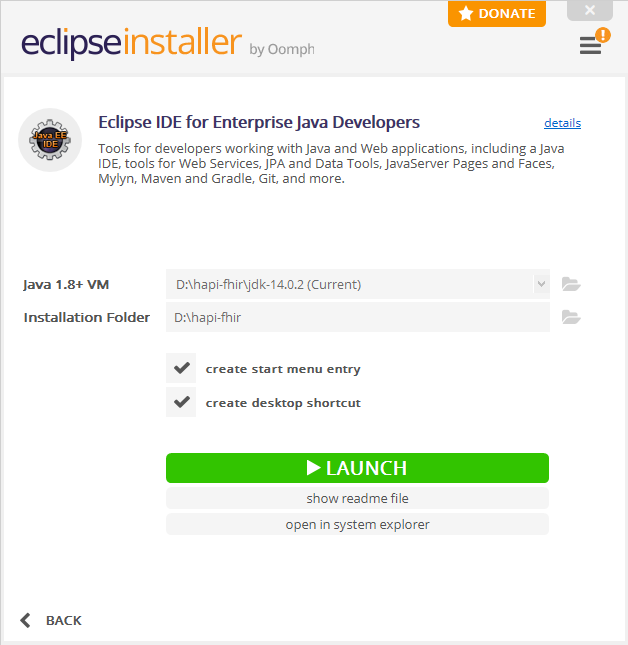 DONATE
eclipseinstaller by Oomph
!
Java EE
IDE
Eclipse IDE for Enterprise Java Developers
details
Tools for developers working with Java and Web applications, including a Java
IDE, tools for Web Services, JPA and Data Tools, JavaServer Pages and Faces,
Mylyn, Maven and Gradle, Git, and more.
Java 1.8+ VM
D:\hapi-fhir\jdk-14.0.2 (Current)
Installation Folder
D:\hapi-fhir
create start menu entry
create desktop shortcut
LAUNCH
show readme file
open in system explorer
BACK